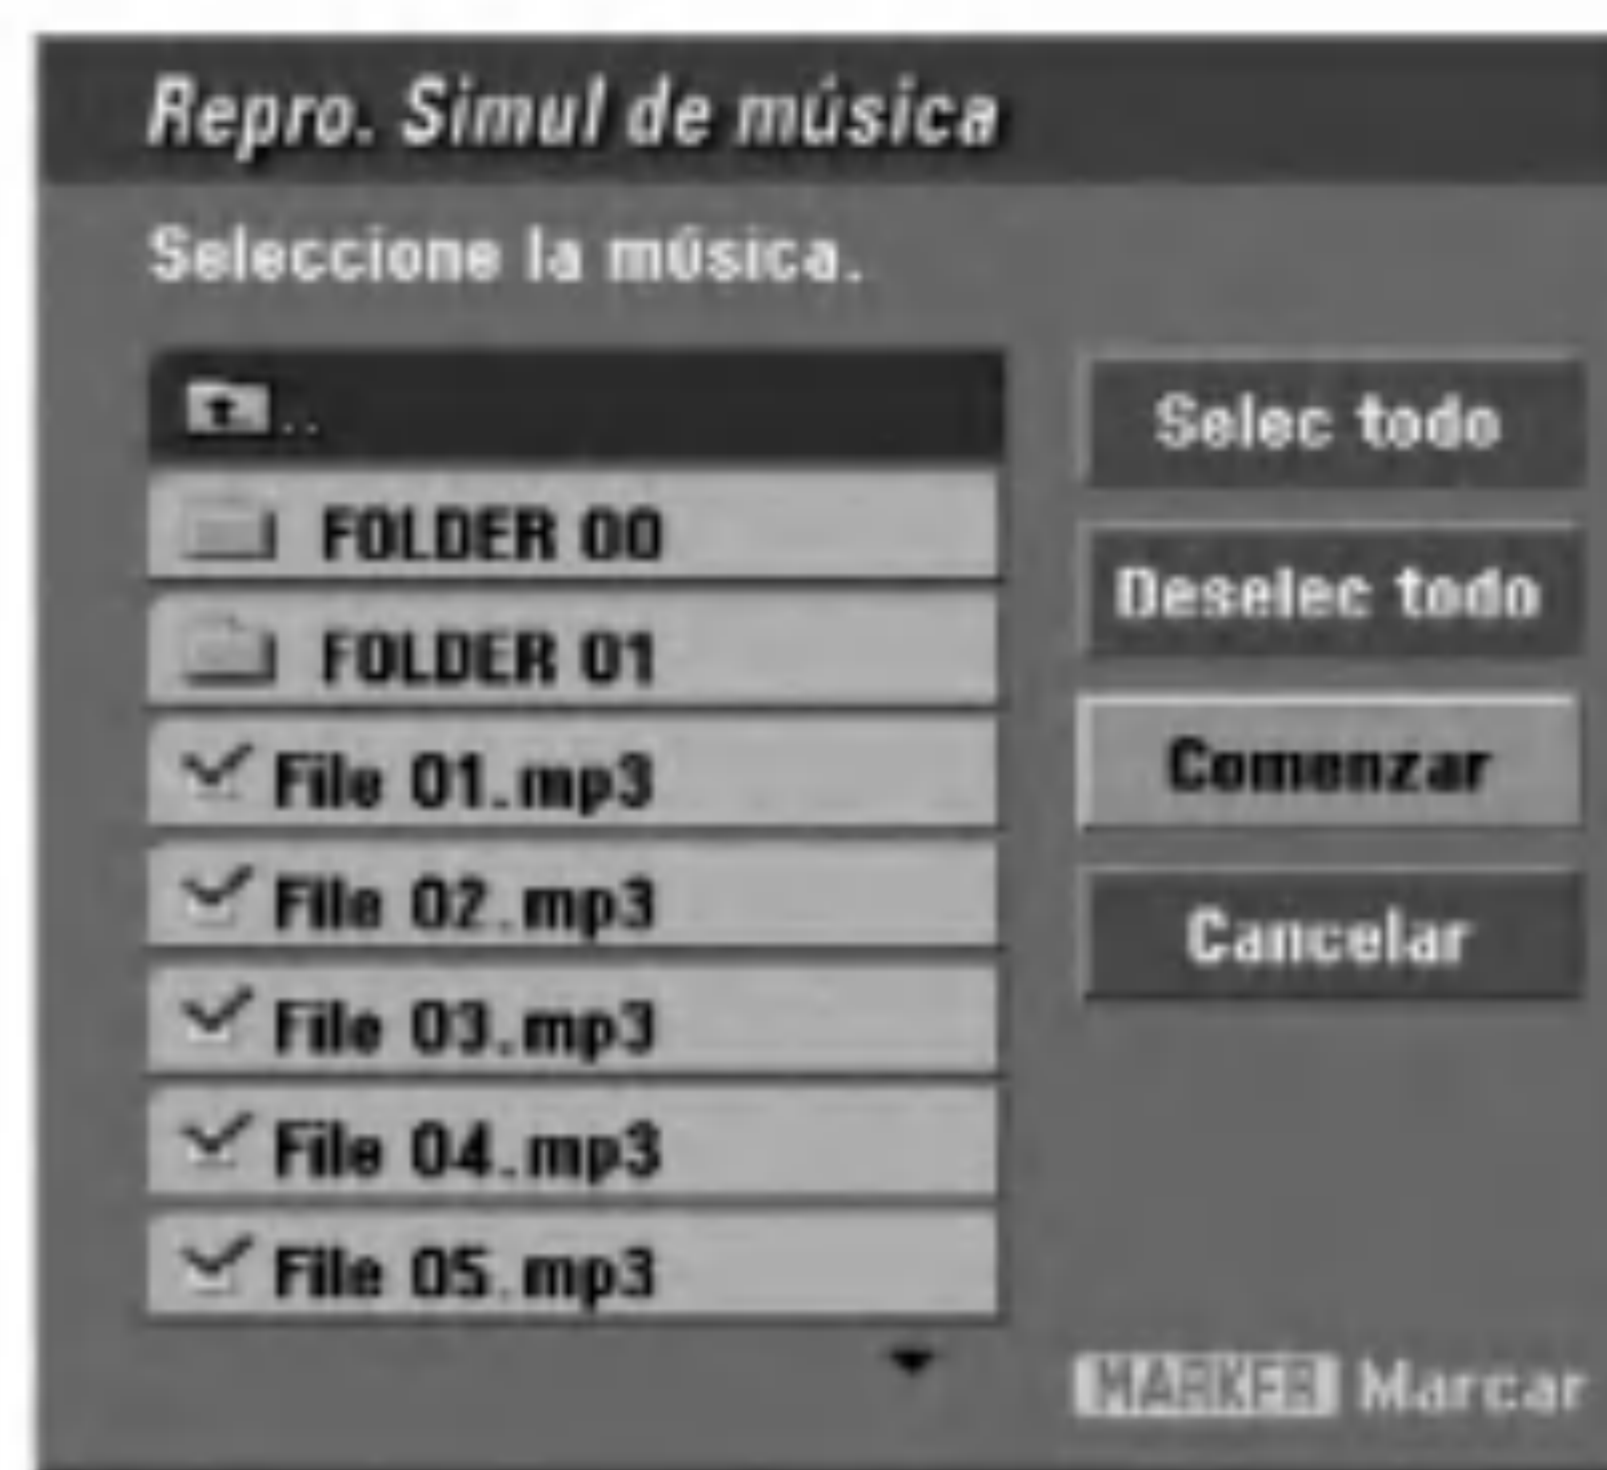 Repro. Simul de música
Seleccione la música.
..
FOLDER 00
FOLDER 01
File 01.mp3
File 02.mp3
File 03.mp3
File 04.mp3
File 05.mp3
Selec todo
Deselec todo
Comenzar
Cancelar
MARKER Marcar